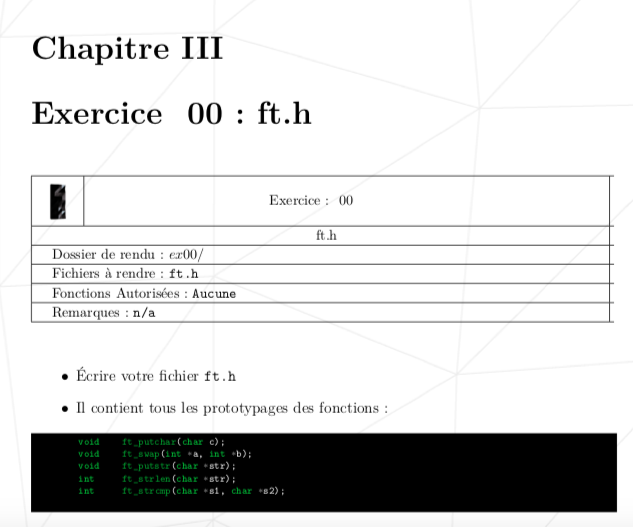 Chapitre III
Exercice 00 : ft.h
Exercice : 00
ft.h
Dossier de rendu : ex00/
Fichiers à rendre : ft.h
Fonctions Autorisées : Aucune
Remarques : n/a
• Écrire votre fichier ft.h
• Il contient tous les prototypages des fonctions :
void ft_putchar(char c);
void ft_swap(int *a, int *b);
void ft_putstr(char *str);
int ft_strlen(char *str);
int ft_strcmp(char *s1, char *s2);